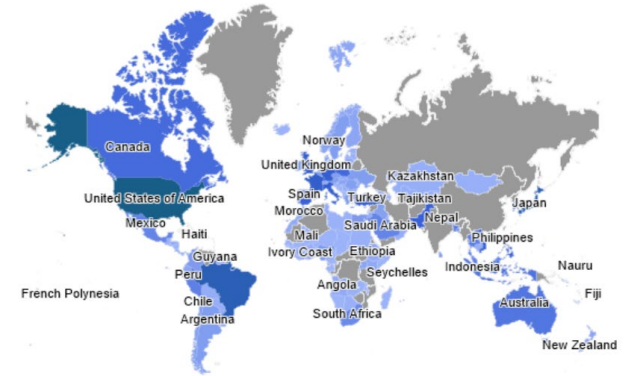 Canada
Norway
United Kingdom
Kazakhstan
United States of America
Spain
Turkey
Tajikistan
Japan
Morocco
Mexico
Saudi Arabia
Nepal
Haiti
Mali
Philippines
Ivory Coast
Ethiopia
Guyana
Peru
Seychelles
Indonesia
Nauru
Angola
French Polynesia
Fiji
Chile
Australia
Argentina
South Africa
New Zealand